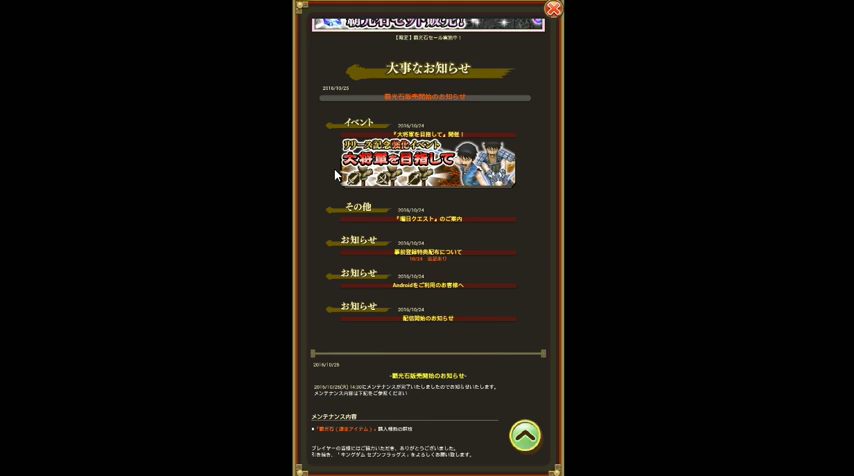 覇光石セット販売！
【限定】覇光石セール実施中！
大事なお知らせ
2016/10/25
覇光石販売開始のお知らせ
イベント
2016/10/24
『大将軍を目指して』開催！
リリース記念強化イベント
大将軍を目指して
その他
2016/10/24
『曜日クエスト』のご案内
お知らせ
2016/10/24
事前登録特典配布について
10/24 追記あり
お知らせ
2016/10/24
Androidをご利用のお客様へ
お知らせ
2016/10/24
配信開始のお知らせ
2016/10/25
-覇光石販売開始のお知らせ-
2016/10/25(火) 14:30にメンテナンスが完了いたしましたのでお知らせいたします。
メンテナンス内容は下記をご参照ください
メンテナンス内容
■『覇光石（課金アイテム）』購入機能の開放
プレイヤーの皆様にはご協力いただき、ありがとうございました。
引き続き、「キングダム セブンフラッグス」をよろしくお願い致します。